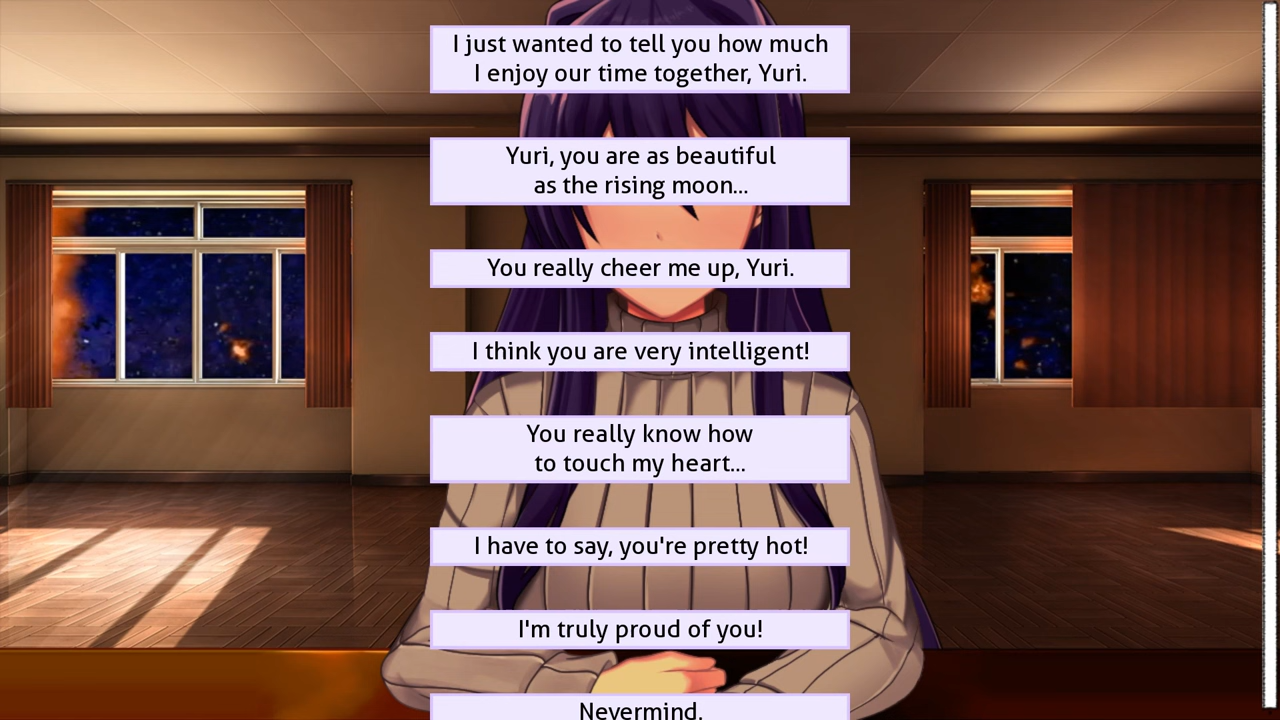 I just wanted to tell you how much
I enjoy our time together, Yuri.
Yuri, you are as beautiful
as the rising moon...
You really cheer me up, Yuri.
I think you are very intelligent!
You really know how
to touch my heart...
I have to say, you're pretty hot!
I'm truly proud of you!
Nevermind.